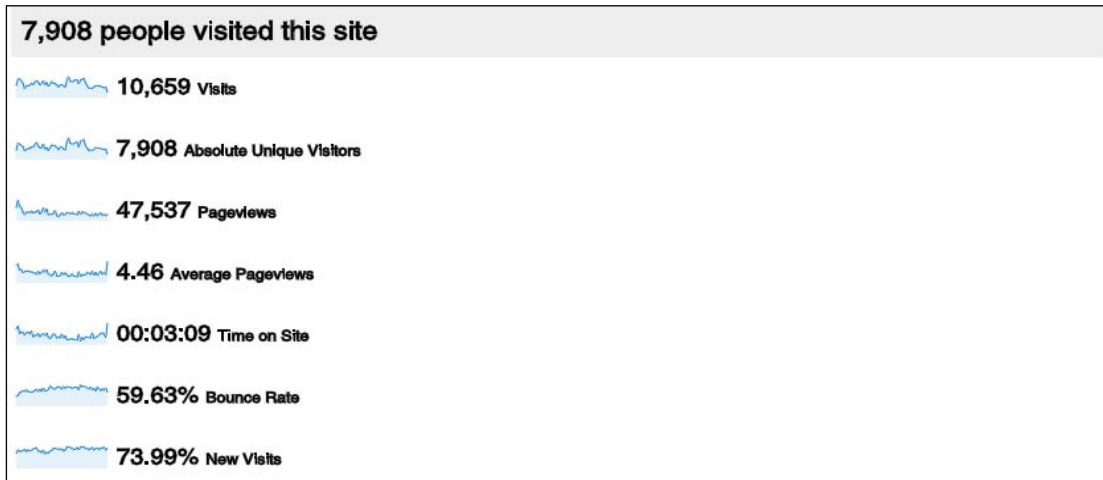 7,908 people visited this site
10,659 Visits
7,908 Absolute Unique Visitors
47,537 Pageviews
4.46 Average Pageviews
00:03:09 Time on Site
59.63% Bounce Rate
73.99% New Visits